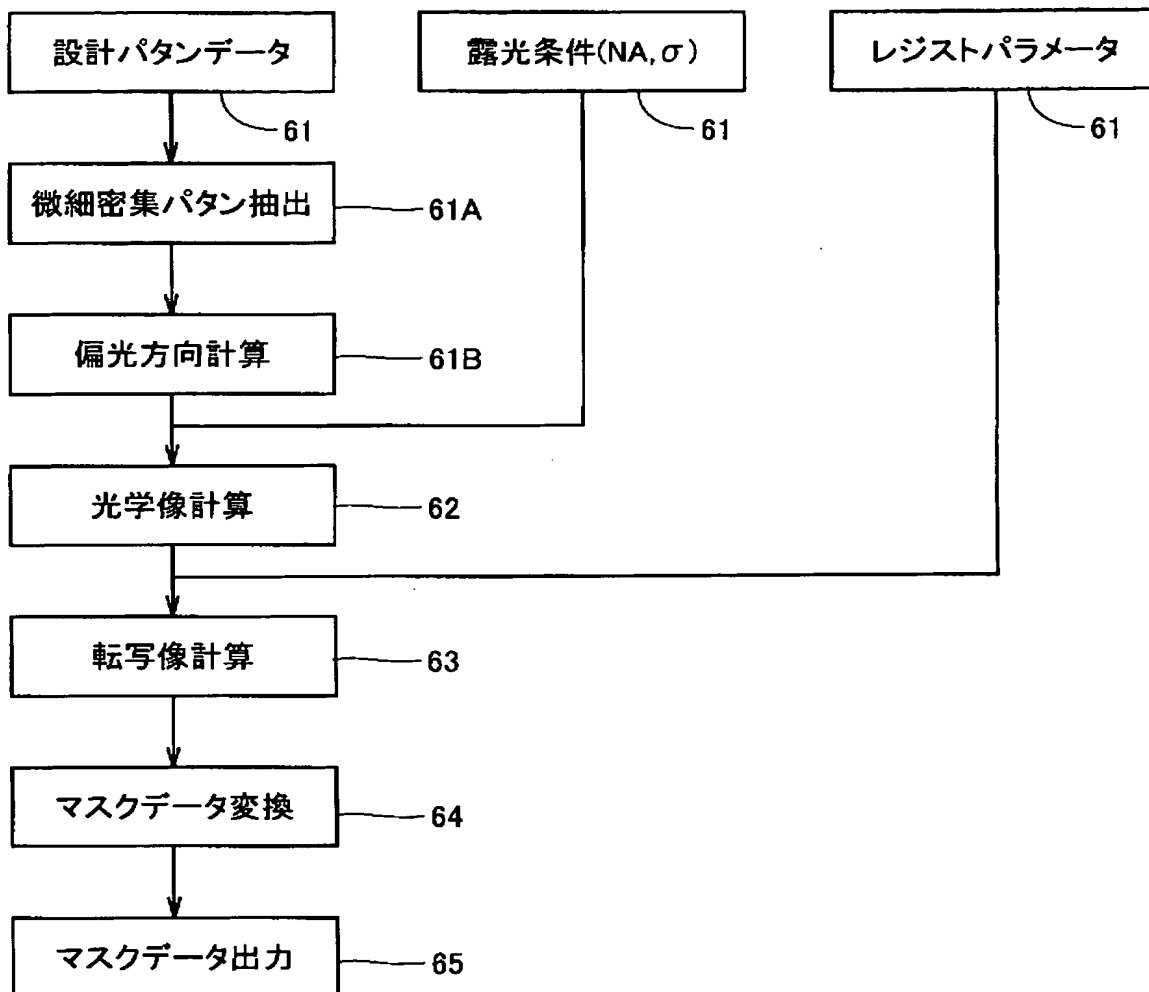 設計パタンデータ
露光条件(NA,σ)
レジストパラメータ
61
61
61
微細密集パタン抽出
61A
偏光方向計算
61B
光学像計算
62
転写像計算
63
マスクデータ変換
64
マスクデータ出力
65